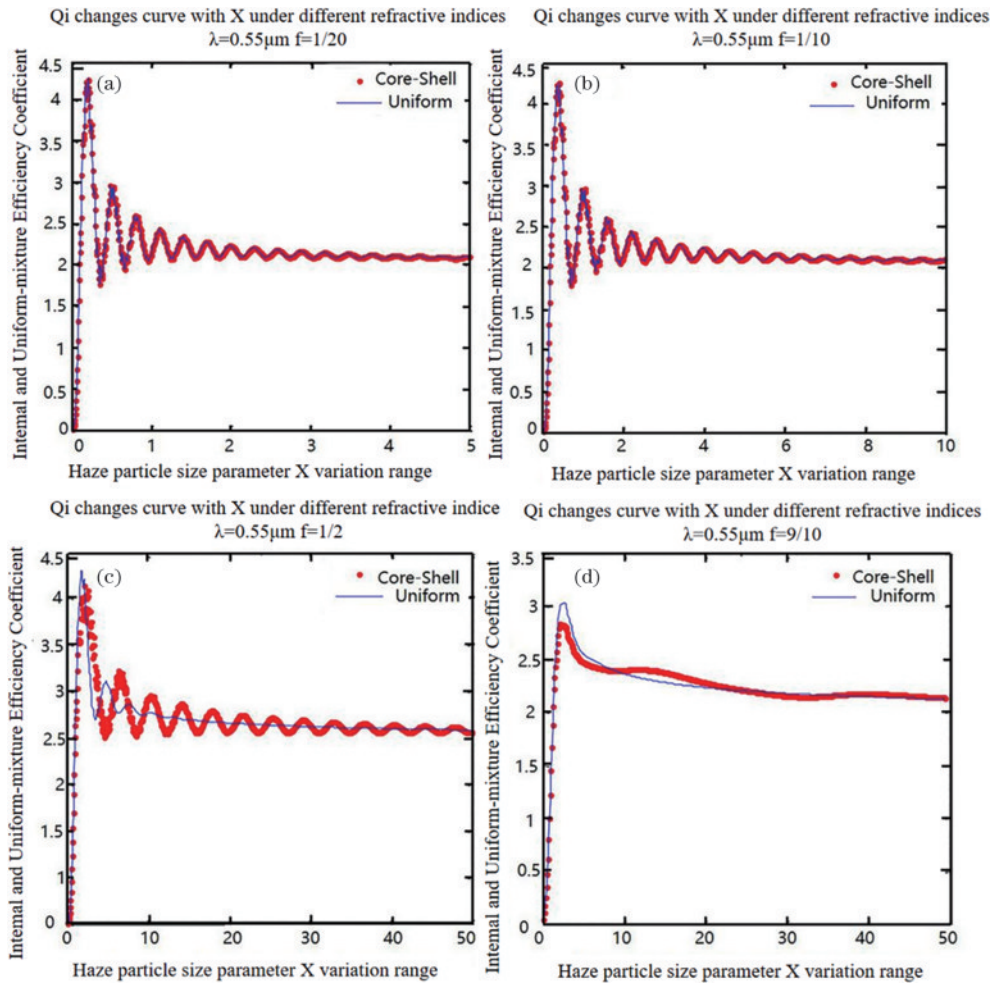 Qi changes curve with X under different refractive indices
λ=0.55μm f=1/20
(a)
Core-Shell
Uniform
4.5
4
3.5
3
2.5
2
1.5
1
0.5
0
0 1 2 3 4 5
Internal and Uniform-mixture Efficiency Coefficient
Haze particle size parameter X variation range
Qi changes curve with X under different refractive indices
λ=0.55μm f=1/10
(b)
Core-Shell
Uniform
4.5
4
3.5
3
2.5
2
1.5
1
0.5
0
0 2 4 6 8 10
Internal and Uniform-mixture Efficiency Coefficient
Haze particle size parameter X variation range
Qi changes curve with X under different refractive indice
λ=0.55μm f=1/2
(c)
Core-Shell
Uniform
4.5
4
3.5
3
2.5
2
1.5
1
0.5
0
0 10 20 30 40 50
Internal and Uniform-mixture Efficiency Coefficient
Haze particle size parameter X variation range
Qi changes curve with X under different refractive indices
λ=0.55μm f=9/10
(d)
Core-Shell
Uniform
3.5
3
2.5
2
1.5
1
0.5
0
0 10 20 30 40 50
Internal and Uniform-mixture Efficiency Coefficient
Haze particle size parameter X variation range